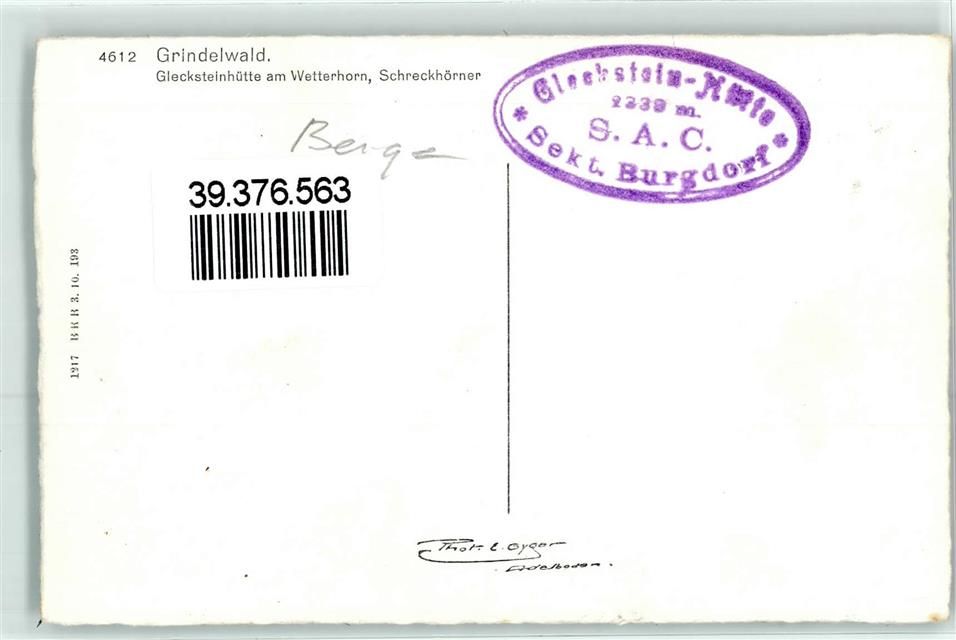 4612 Grindelwald.
Glecksteinhütte am Wetterhorn, Schreckhörner
Gleckstein-Hütte
2339 m.
S. A. C.
* Sekt. Burgdorf *
Berge
39.376.563
1217 BRB 3. 10. 193
Phot. E. Gyger
Adelboden.